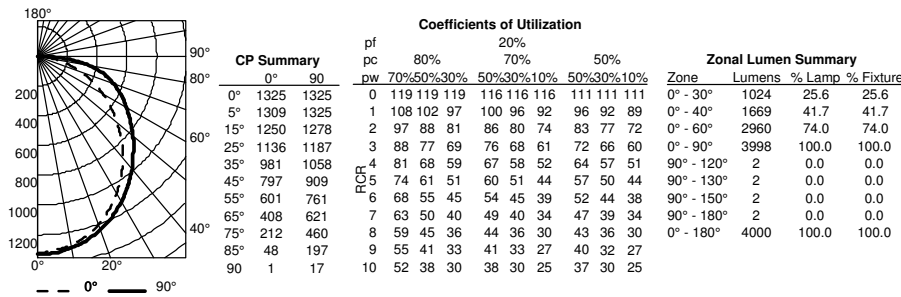 180°
90°
80°
60°
40°
200
400
600
800
1000
1200
0° 20°
0° 90°
CP Summary
0° 90
0° 1325 1325
5° 1309 1325
15° 1250 1278
25° 1136 1187
35° 981 1058
45° 797 909
55° 601 761
65° 408 621
75° 212 460
85° 48 197
90 1 17
Coefficients of Utilization
pf 20%
pc 80% 70% 50%
pw 70%50%30% 50%30%10% 50%30%10%
RCR
0 119 119 119 116 116 116 111 111 111
1 108 102 97 100 96 92 96 92 89
2 97 88 81 86 80 74 83 77 72
3 88 77 69 76 68 61 72 66 60
4 81 68 59 67 58 52 64 57 51
5 74 61 51 60 51 44 57 50 44
6 68 55 45 54 45 39 52 44 38
7 63 50 40 49 40 34 47 39 34
8 59 45 36 44 36 30 43 36 30
9 55 41 33 41 33 27 40 32 27
10 52 38 30 38 30 25 37 30 25
Zonal Lumen Summary
Zone Lumens % Lamp % Fixture
0° - 30° 1024 25.6 25.6
0° - 40° 1669 41.7 41.7
0° - 60° 2960 74.0 74.0
0° - 90° 3998 100.0 100.0
90° - 120° 2 0.0 0.0
90° - 130° 2 0.0 0.0
90° - 150° 2 0.0 0.0
90° - 180° 2 0.0 0.0
0° - 180° 4000 100.0 100.0